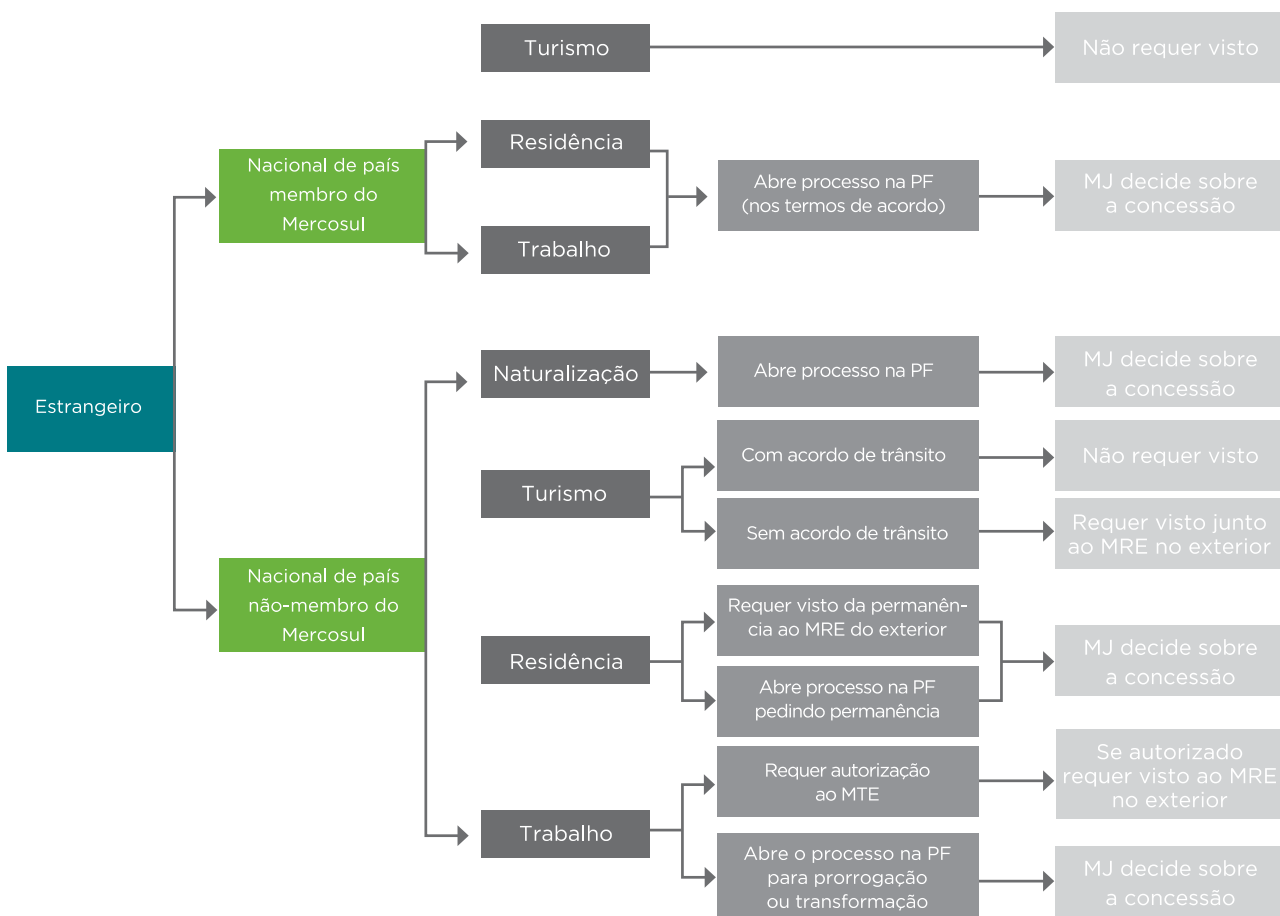 Turismo
Não requer visto
Nacional de país
membro do
Mercosul
Residência
Trabalho
Abre processo na PF
(nos termos de acordo)
MJ decide sobre
a concessão
Estrangeiro
Nacional de país
não-membro do
Mercosul
Naturalização
Abre processo na PF
MJ decide sobre
a concessão
Turismo
Com acordo de trânsito
Não requer visto
Sem acordo de trânsito
Requer visto junto
ao MRE no exterior
Residência
Requer visto da permanên-
cia ao MRE do exterior
Abre processo na PF
pedindo permanência
MJ decide sobre
a concessão
Trabalho
Requer autorização
ao MTE
Se autorizado
requer visto ao MRE
no exterior
Abre o processo na PF
para prorrogação
ou transformação
MJ decide sobre
a concessão